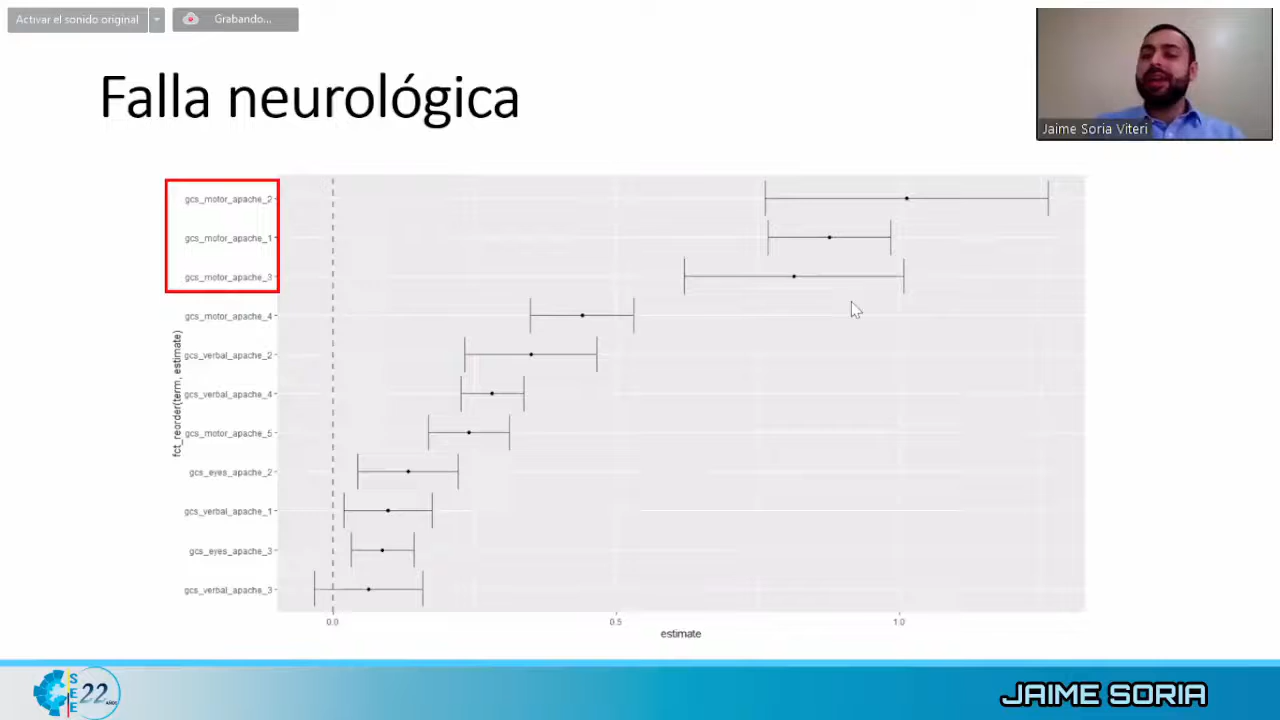 Activar el sonido original
Grabando...
Falla neurológica
Jaime Soria Viteri
gcs_motor_apache_2
gcs_motor_apache_1
gcs_motor_apache_3
gcs_motor_apache_4
gcs_verbal_apache_2
gcs_verbal_apache_4
gcs_motor_apache_5
gcs_eyes_apache_2
gcs_verbal_apache_1
gcs_eyes_apache_3
gcs_verbal_apache_3
fct_reorder(term, estimate)
0.0
0.5
1.0
estimate
SEE
22
AÑOS
JAIME SORIA